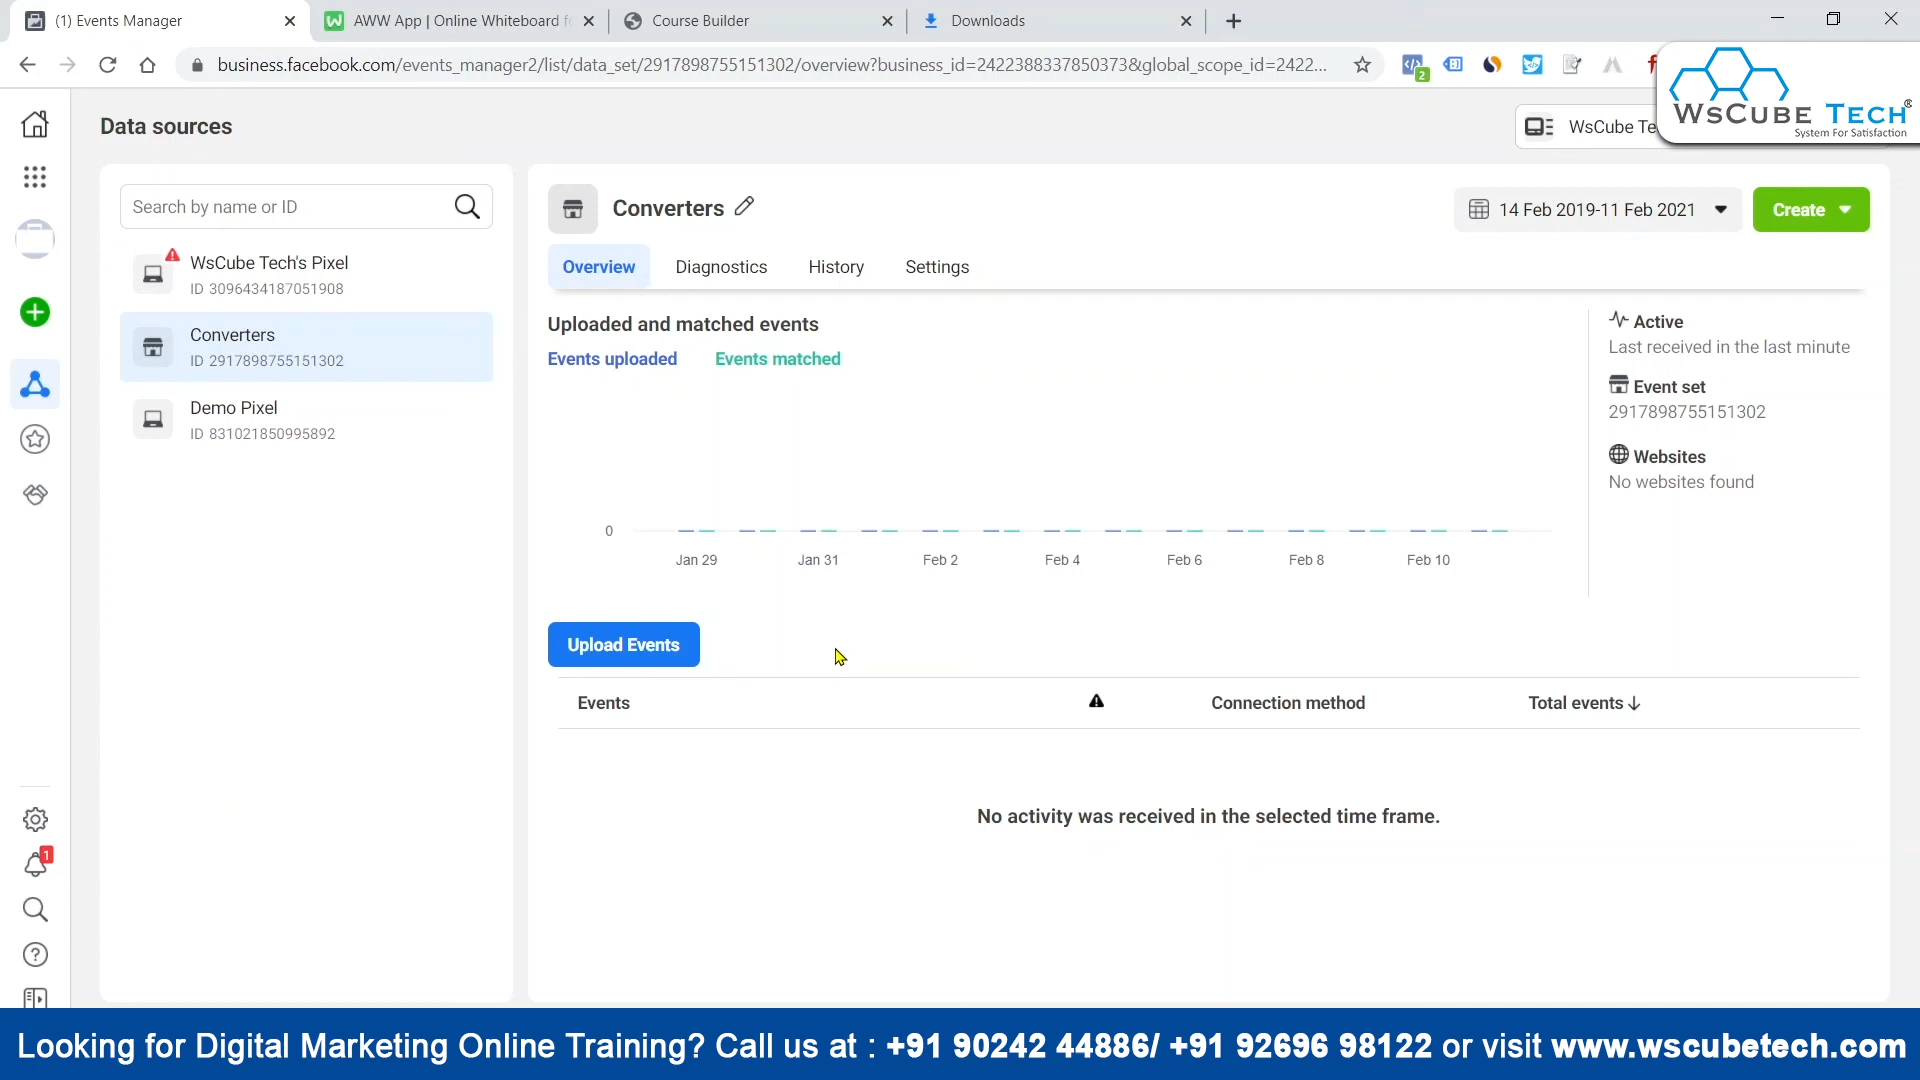 (1) Events Manager
AWW App | Online Whiteboard f
Course Builder
Downloads
business.facebook.com/events_manager2/list/data_set/2917898755151302/overview?business_id=242238833785​0373&global_scope_id=2422...
2
Data sources
WsCube Te
WsCube Tech®
System For Satisfaction
Search by name or ID
WsCube Tech's Pixel
ID 3096434187051908
Converters
ID 2917898755151302
Demo Pixel
ID 831021850995892
Converters
14 Feb 2019-11 Feb 2021
Create
Overview
Diagnostics
History
Settings
Uploaded and matched events
Events uploaded
Events matched
0
Jan 29
Jan 31
Feb 2
Feb 4
Feb 6
Feb 8
Feb 10
Active
Last received in the last minute
Event set
2917898755151302
Websites
No websites found
Upload Events
Events
Connection method
Total events
No activity was received in the selected time frame.
1
Looking for Digital Marketing Online Training? Call us at : +91 90242 44886/ +91 92696 98122 or visit www.wscubetech.com